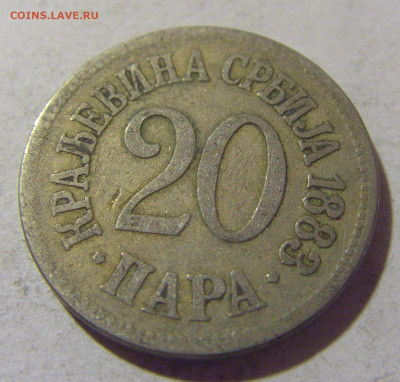 COINS.LAVE.RU
КРАЉЕВИНА СРБИЈА 1883
20
ПАРА